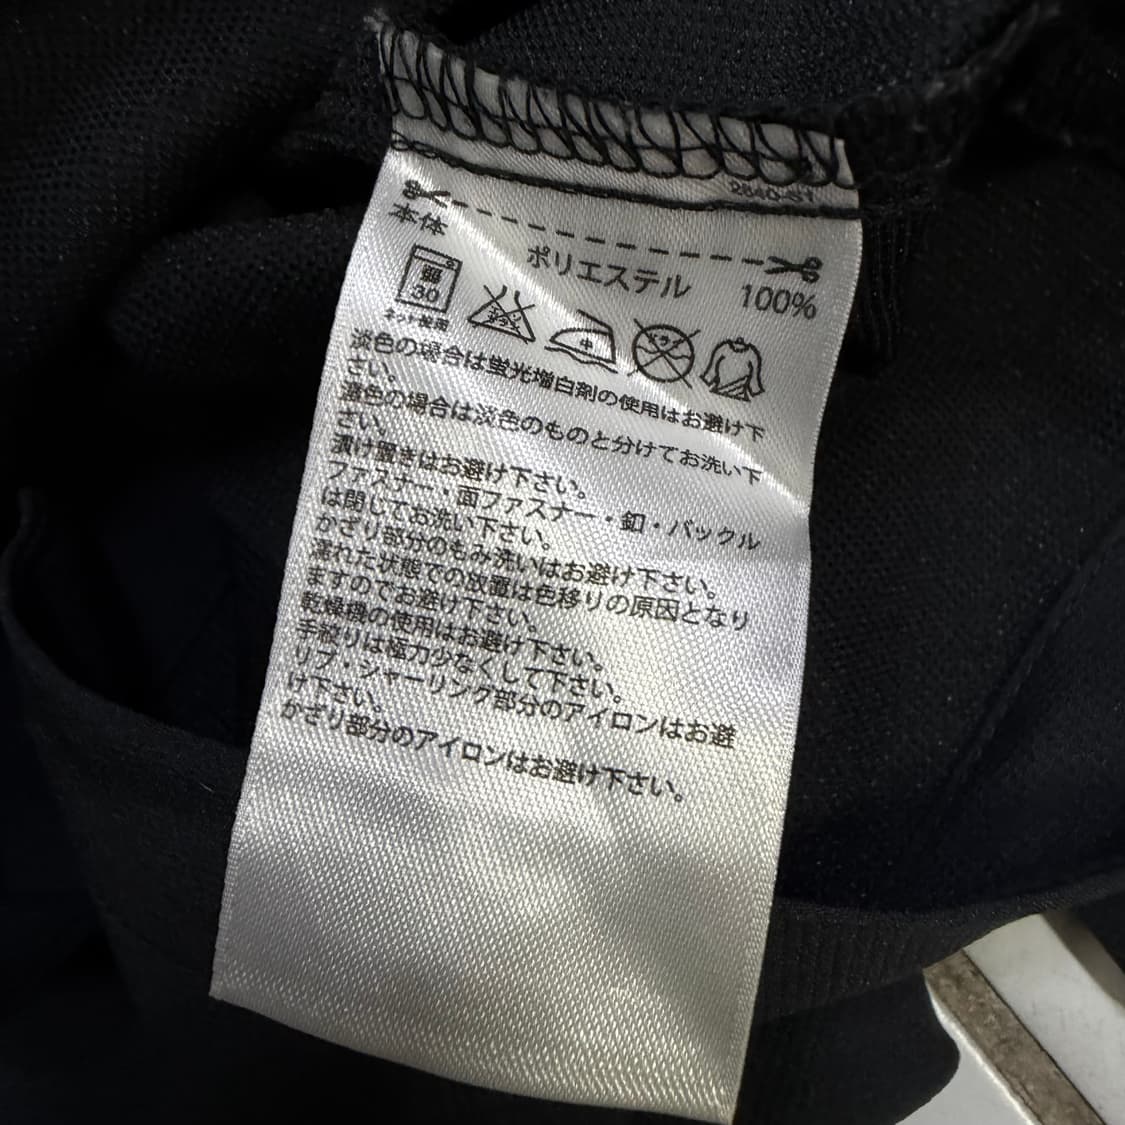 本体
ポリエステル 100%
30
ネット使用
エンソ
中
ドライ
淡色の場合は蛍光増白剤の使用はお避け下
さい。
濃色の場合は淡色のものと分けてお洗い下
さい。
漬け置きはお避け下さい。
ファスナー・面ファスナー・釦・バックル
は閉じてお洗い下さい。
かざり部分のもみ洗いはお避け下さい。
濡れた状態での放置は色移りの原因となり
ますのでお避け下さい。
乾燥機の使用はお避け下さい。
手絞りは極力少なくして下さい。
リブ・シャーリング部分のアイロンはお避
け下さい。
かざり部分のアイロンはお避け下さい。